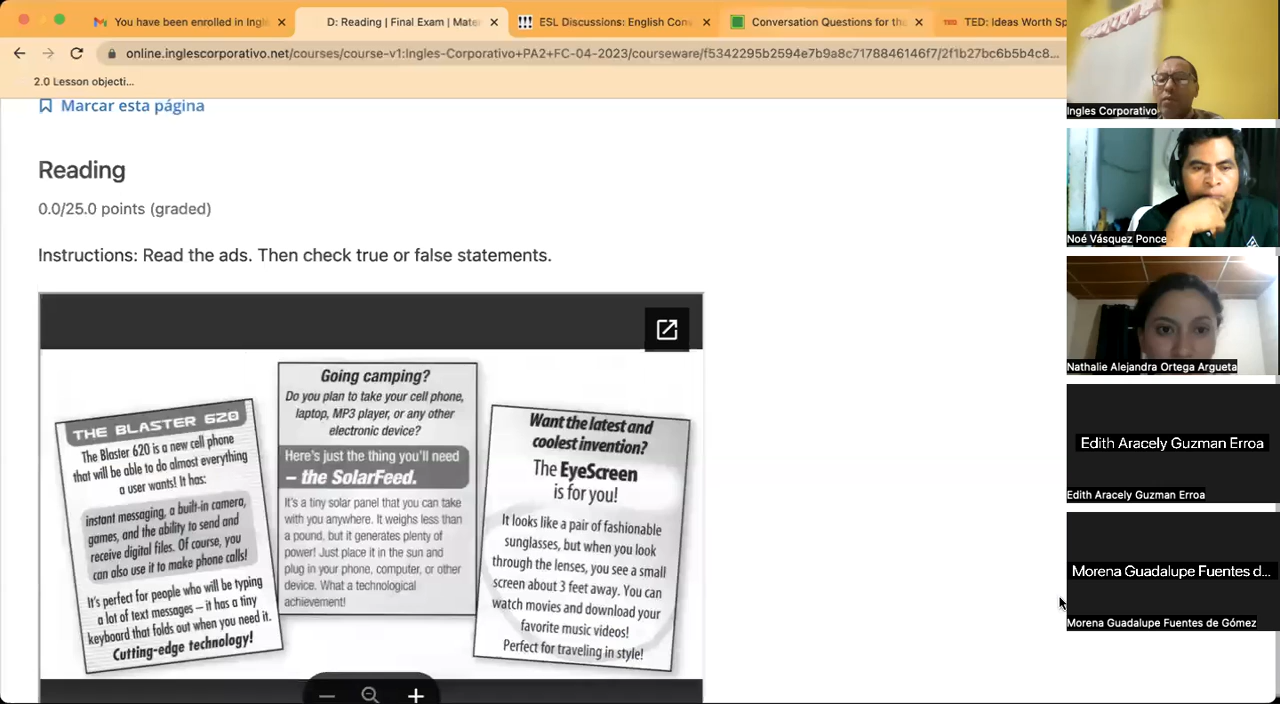 You have been enrolled in Ingl
D: Reading | Final Exam | Mater
ESL Discussions: English Con
Conversation Questions for the
TED
TED: Ideas Worth Sp
online.inglescorporativo.net/courses/course-v1:Ingles-Corporativo+PA2+FC-04-2023/courseware/f5342295b2594e7b9a8c7178846146f7/2f1b27bc6b5b4c8...
2.0 Lesson objecti...
Marcar esta página
Reading
0.0/25.0 points (graded)
Instructions: Read the ads. Then check true or false statements.
THE BLASTER 620
The Blaster 620 is a new cell phone
that will be able to do almost everything
a user wants! It has:
instant messaging, a built-in camera,
games, and the ability to send and
receive digital files. Of course, you
can also use it to make phone calls!
It's perfect for people who will be typing
a lot of text messages – it has a tiny
keyboard that folds out when you need it.
Cutting-edge technology!
Going camping?
Do you plan to take your cell phone,
laptop, MP3 player, or any other
electronic device?
Here's just the thing you'll need
– the SolarFeed.
It's a tiny solar panel that you can take
with you anywhere. It weighs less than
a pound, but it generates plenty of
power! Just place it in the sun and
plug in your phone, computer, or other
device. What a technological
achievement!
Want the latest and
coolest invention?
The EyeScreen
is for you!
It looks like a pair of fashionable
sunglasses, but when you look
through the lenses, you see a small
screen about 3 feet away. You can
watch movies and download your
favorite music videos!
Perfect for traveling in style!
Ingles Corporativo
Noé Vásquez Ponce
Nathalie Alejandra Ortega Argueta
Edith Aracely Guzman Erroa
Edith Aracely Guzman Erroa
Morena Guadalupe Fuentes d...
Morena Guadalupe Fuentes de Gómez